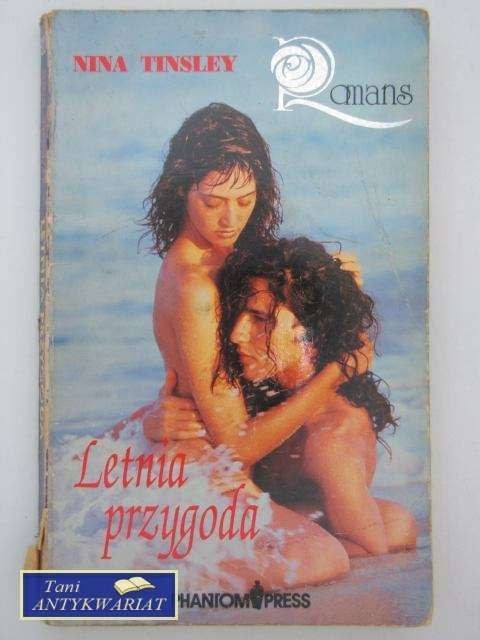 NINA TINSLEY
Romans
Letnia
przygoda
PHANTOM PRESS
Tani
ANTYKWARIAT